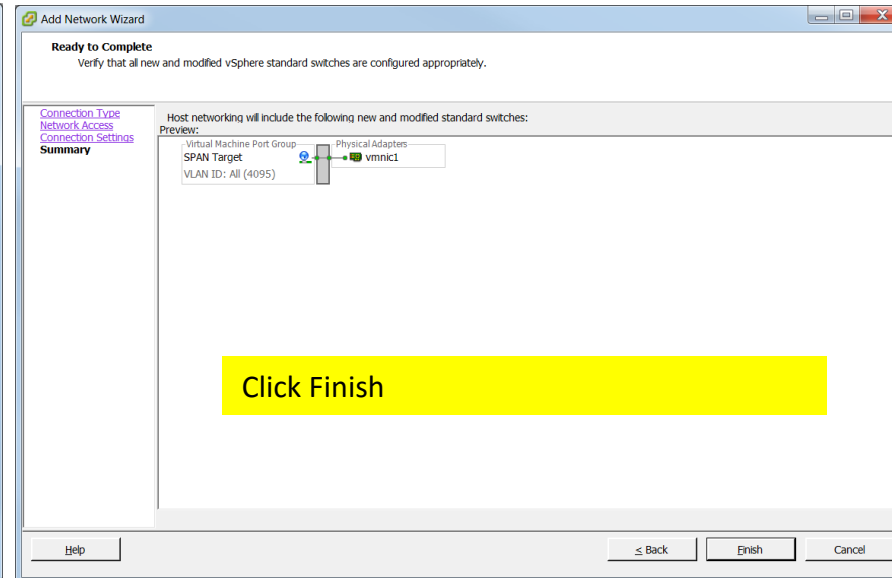 Add Network Wizard
Ready to Complete
Verify that all new and modified vSphere standard switches are configured appropriately.
Connection Type
Network Access
Connection Settings
Summary
Host networking will include the following new and modified standard switches:
Preview:
Virtual Machine Port Group
Physical Adapters
SPAN Target
vmnic1
VLAN ID: All (4095)
Click Finish
Help
≤ Back
Finish
Cancel